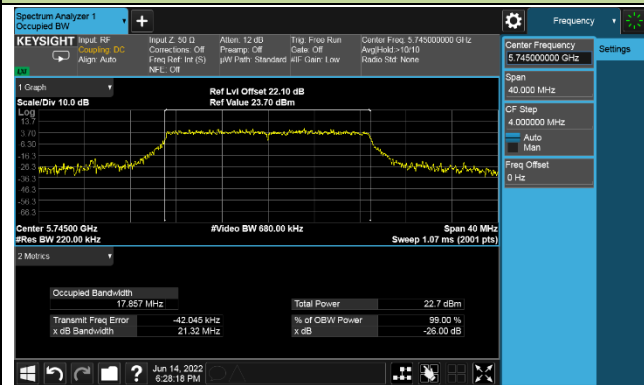 Spectrum Analyzer 1
Occupied BW
Frequency
KEYSIGHT
Input: RF
Coupling: DC
Align: Auto
Input Z: 50 Ω
Corrections: Off
Freq Ref: Int (S)
NFE: Off
Atten: 12 dB
Preamp: Off
µW Path: Standard
Trig: Free Run
Gate: Off
#IF Gain: Low
Center Freq: 5.745000000 GHz
Avg|Hold:>10/10
Radio Std: None
LXI
Center Frequency
5.745000000 GHz
Settings
Span
40.000 MHz
CF Step
4.000000 MHz
Auto
Man
Freq Offset
0 Hz
1 Graph
Scale/Div 10.0 dB
Ref Lvl Offset 22.10 dB
Ref Value 23.70 dBm
Log
13.7
3.70
-6.30
-16.3
-26.3
-36.3
-46.3
-56.3
-66.3
Center 5.74500 GHz
#Res BW 220.00 kHz
#Video BW 680.00 kHz
Span 40 MHz
Sweep 1.07 ms (2001 pts)
2 Metrics
Occupied Bandwidth
17.857 MHz
Total Power 22.7 dBm
Transmit Freq Error -42.045 kHz
% of OBW Power 99.00 %
x dB Bandwidth 21.32 MHz
x dB -26.00 dB
Jun 14, 2022
6:28:18 PM